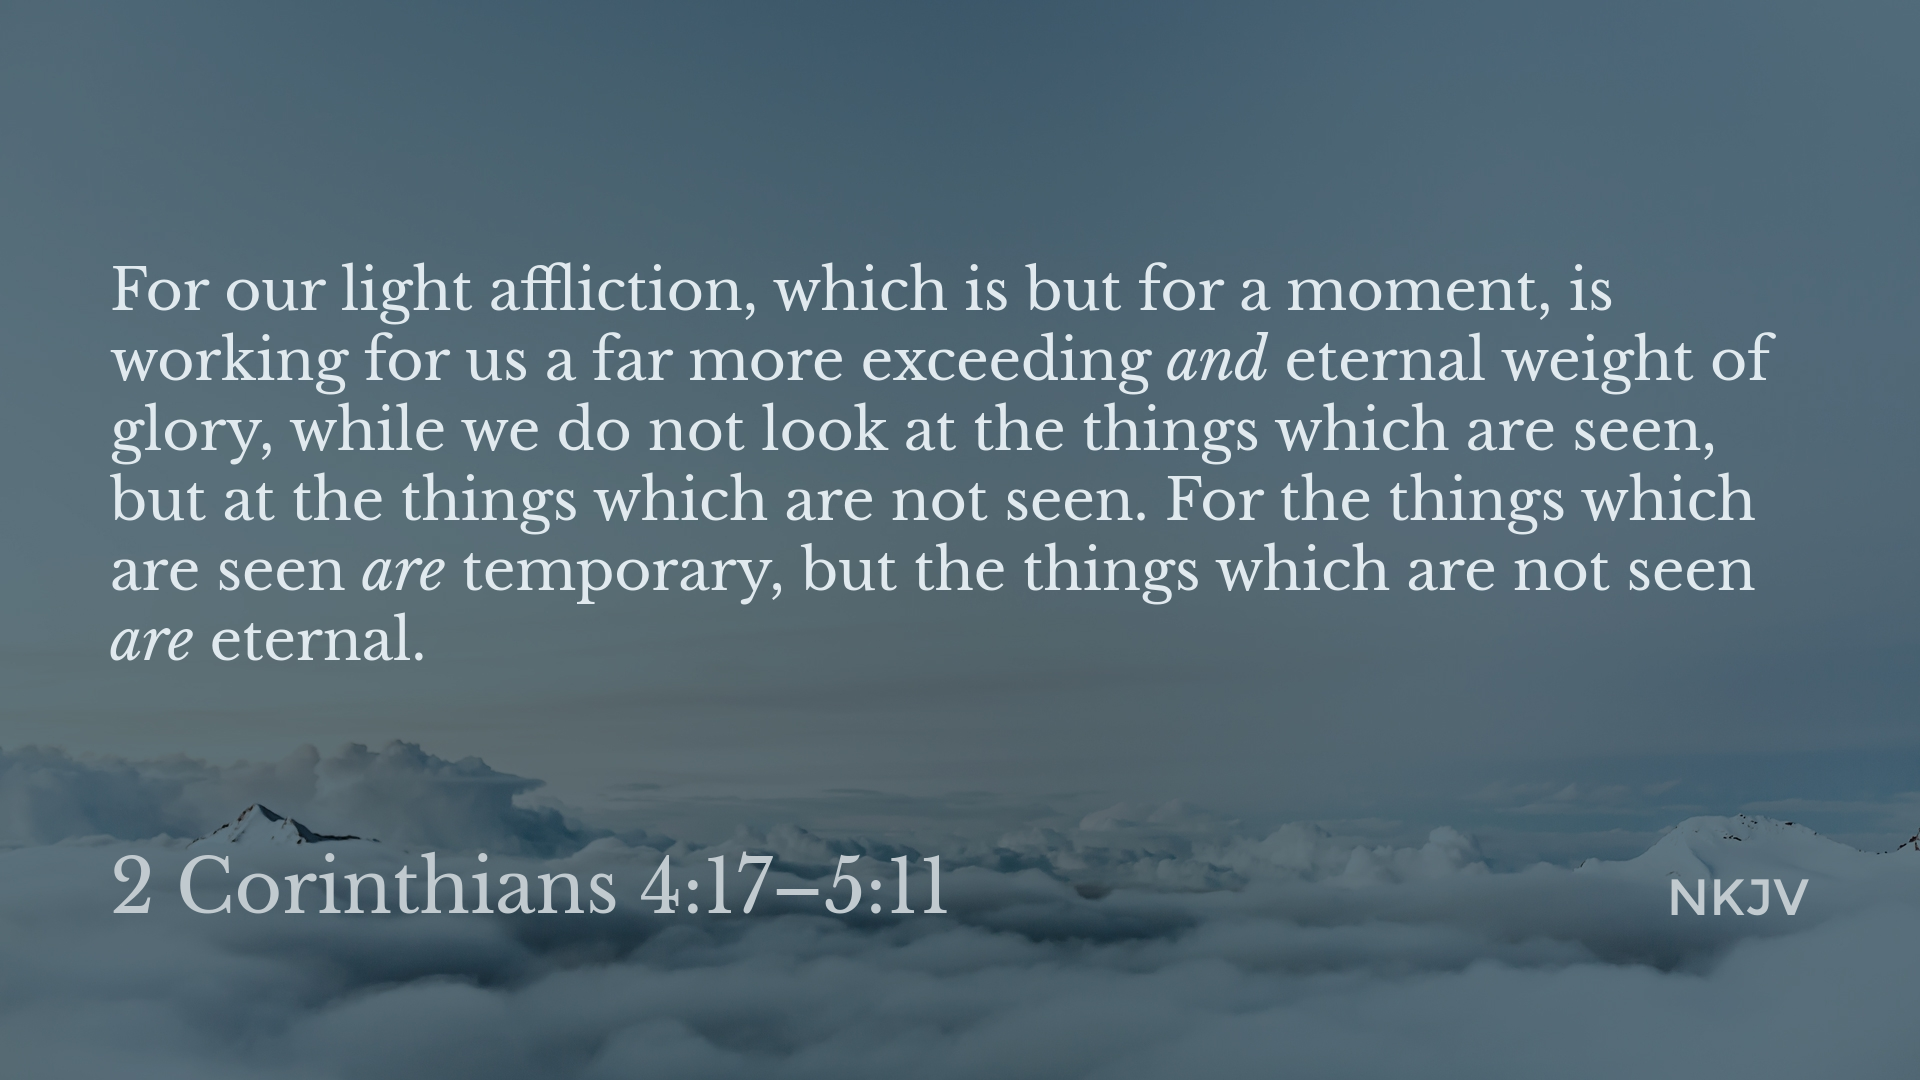 For our light affliction, which is but for a moment, is
working for us a far more exceeding and eternal weight of
glory, while we do not look at the things which are seen,
but at the things which are not seen. For the things which
are seen are temporary, but the things which are not seen
are eternal.
2 Corinthians 4:17–5:11
NKJV